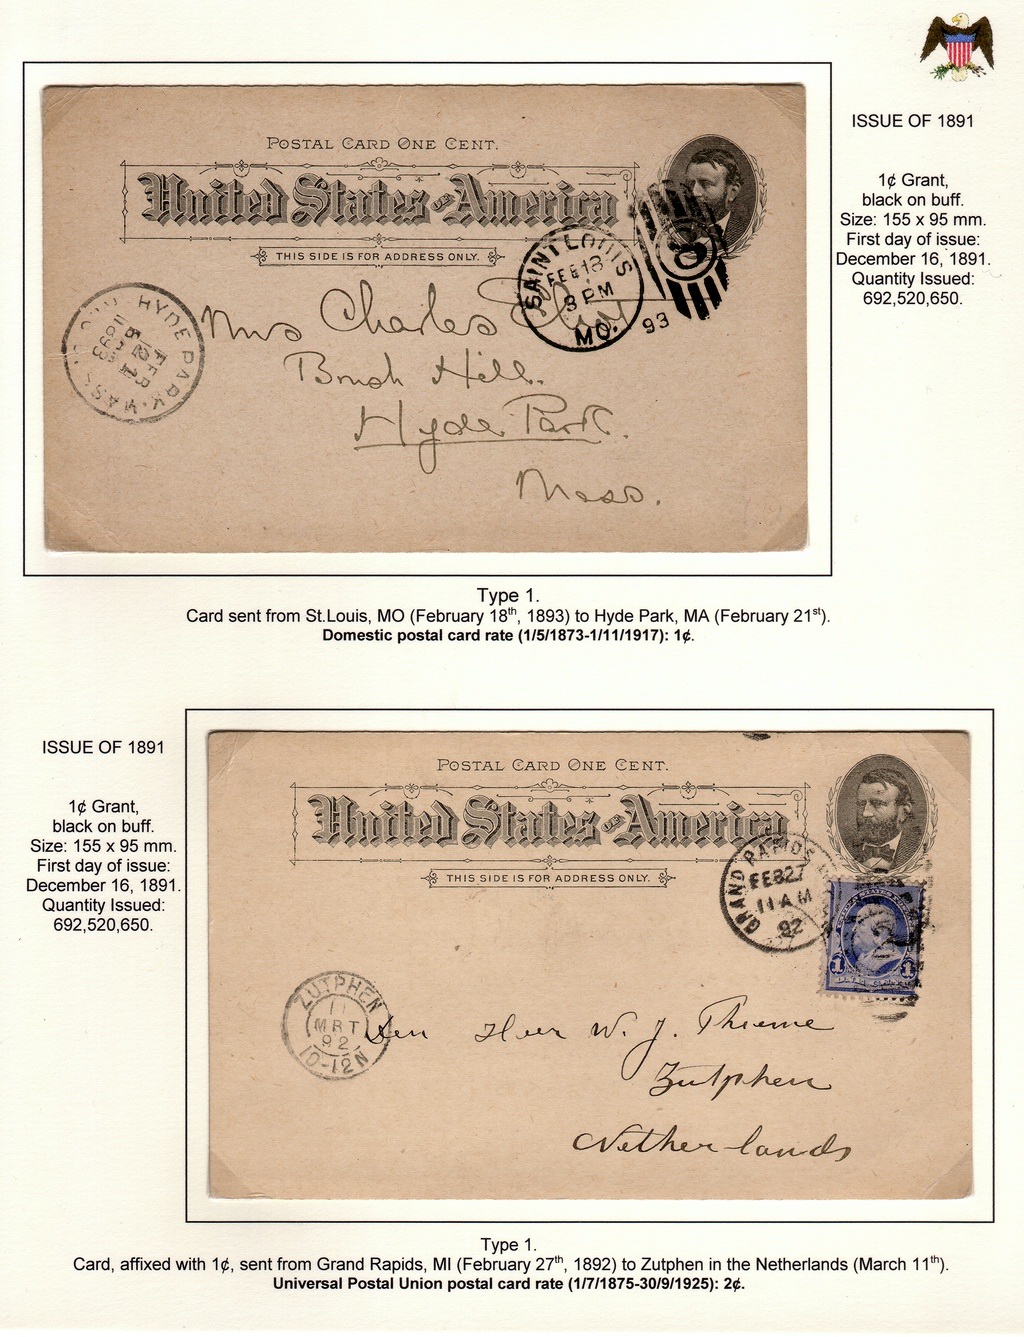 ISSUE OF 1891
1¢ Grant,
black on buff.
Size: 155 x 95 mm.
First day of issue:
December 16, 1891.
Quantity Issued:
692,520,650.
POSTAL CARD ONE CENT.
United States of America
THIS SIDE IS FOR ADDRESS ONLY.
SAINT LOUIS
FEB 18
8 PM
MO.
93
3
HYDE PARK MASS.
FEB
21
1893
Mrs Charles
Brush Hill.
Hyde Park.
Mass.
Type 1.
Card sent from St.Louis, MO (February 18th, 1893) to Hyde Park, MA (February 21st).
Domestic postal card rate (1/5/1873-1/11/1917): 1¢.
ISSUE OF 1891
1¢ Grant,
black on buff.
Size: 155 x 95 mm.
First day of issue:
December 16, 1891.
Quantity Issued:
692,520,650.
POSTAL CARD ONE CENT.
United States of America
THIS SIDE IS FOR ADDRESS ONLY.
GRAND RAPIDS
FEB 27
11 AM
92
1 1
ZUTPHEN
11
MRT
92
10-12N
Den Heer W. J. Thieme
Zutphen
Netherlands
Type 1.
Card, affixed with 1¢, sent from Grand Rapids, MI (February 27th, 1892) to Zutphen in the Netherlands (March 11th).
Universal Postal Union postal card rate (1/7/1875-30/9/1925): 2¢.